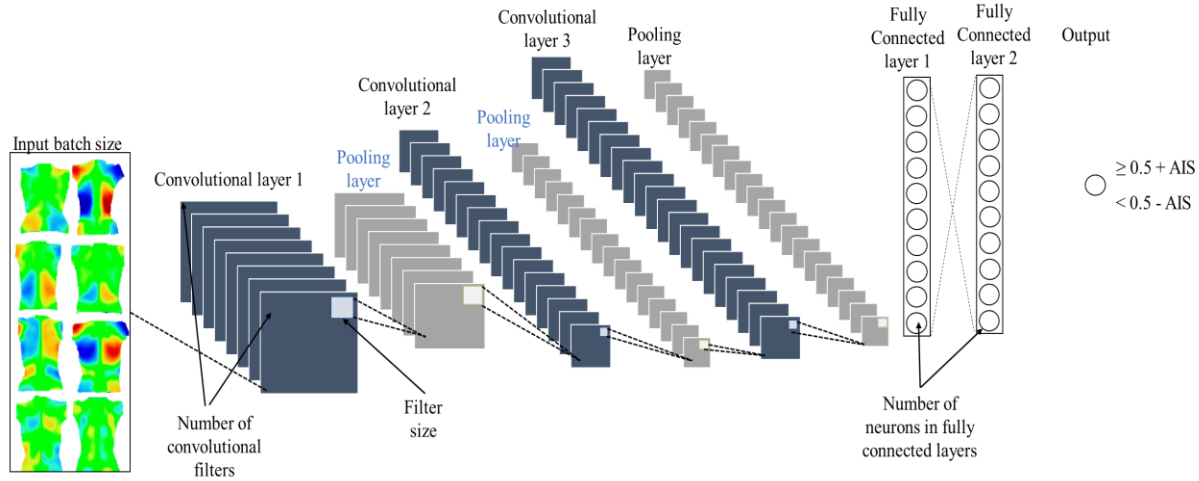 Input batch size
Convolutional layer 1
Pooling
layer
Convolutional
layer 2
Pooling
layer
Convolutional
layer 3
Pooling
layer
Fully
Connected
layer 1
Fully
Connected
layer 2
Output
≥ 0.5 + AIS
< 0.5 - AIS
Number of
convolutional
filters
Filter
size
Number of
neurons in fully
connected layers